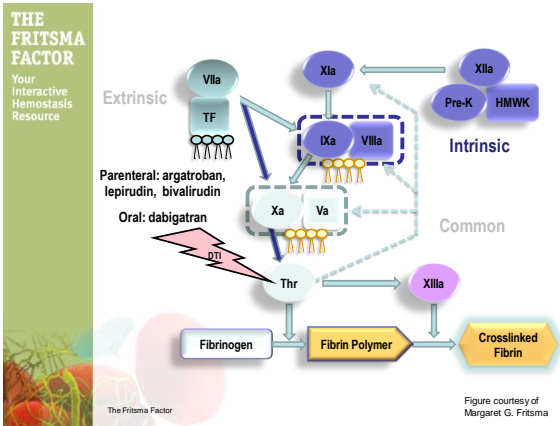 THE
FRITSMA
FACTOR
Your
Interactive
Hemostasis
Resource
Extrinsic
VIIa
TF
XIa
XIIa
Pre-K
HMWK
IXa
VIIIa
Intrinsic
Parenteral: argatroban,
lepirudin, bivalirudin
Oral: dabigatran
Xa
Va
Common
DTI
Thr
XIIIa
Fibrinogen
Fibrin Polymer
Crosslinked
Fibrin
The Fritsma Factor
Figure courtesy of
Margaret G. Fritsma